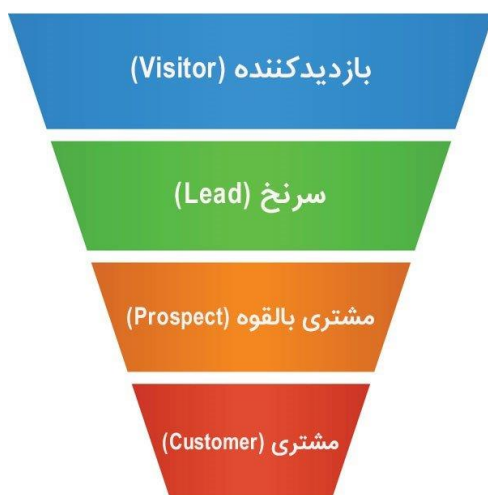 بازدیدکننده (Visitor)
سرنخ (Lead)
مشتری بالقوه (Prospect)
مشتری (Customer)